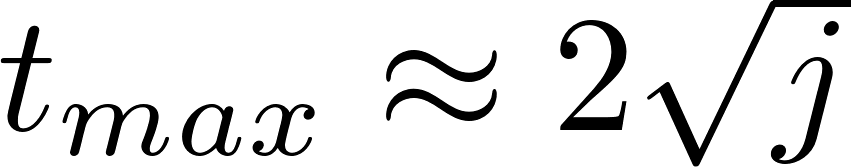 t_{max} ≈ 2√j